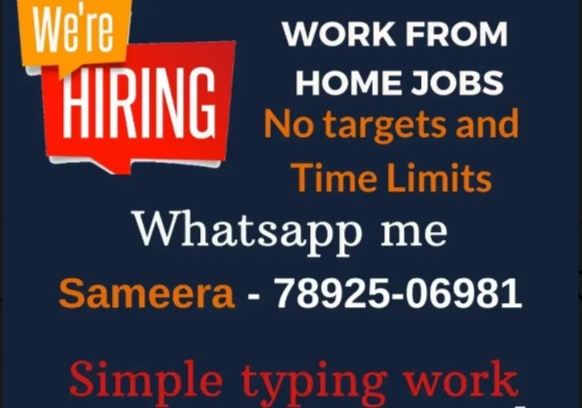 We're
HIRING
WORK FROM
HOME JOBS
No targets and
Time Limits
Whatsapp me
Sameera - 78925-06981
Simple typing work